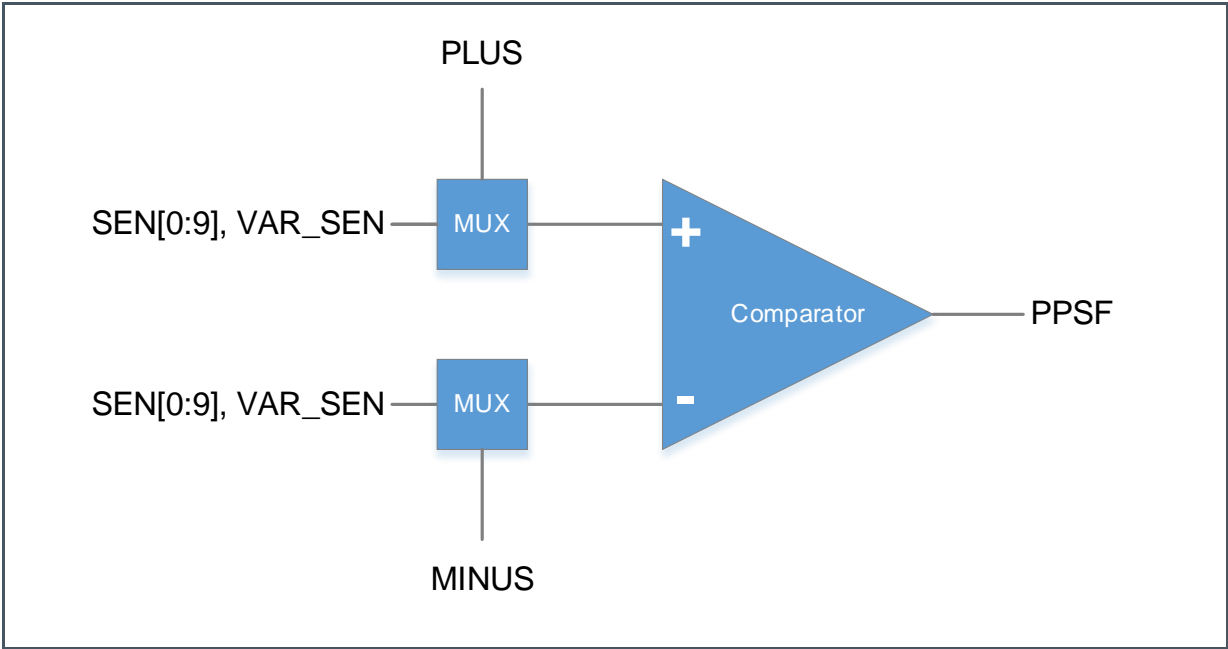 PLUS
SEN[0:9], VAR_SEN
MUX
+
Comparator
PPSF
SEN[0:9], VAR_SEN
MUX
-
MINUS